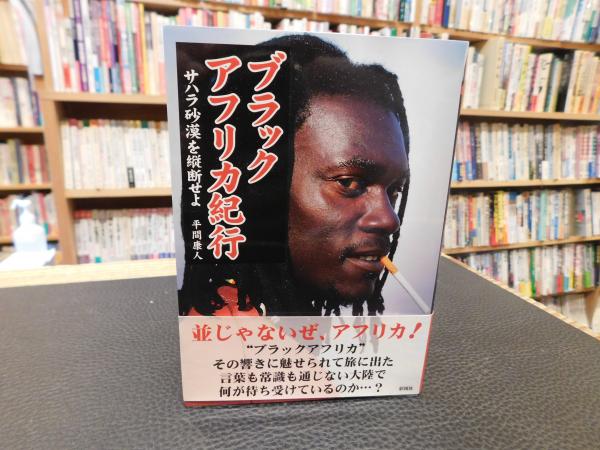 ブラック
アフリカ紀行
サハラ砂漠を縦断せよ
平間康人
並じゃないぜ、アフリカ!
“ブラックアフリカ”
その響きに魅せられて旅に出た
言葉も常識も通じない大陸で
何が待ち受けているのか…?